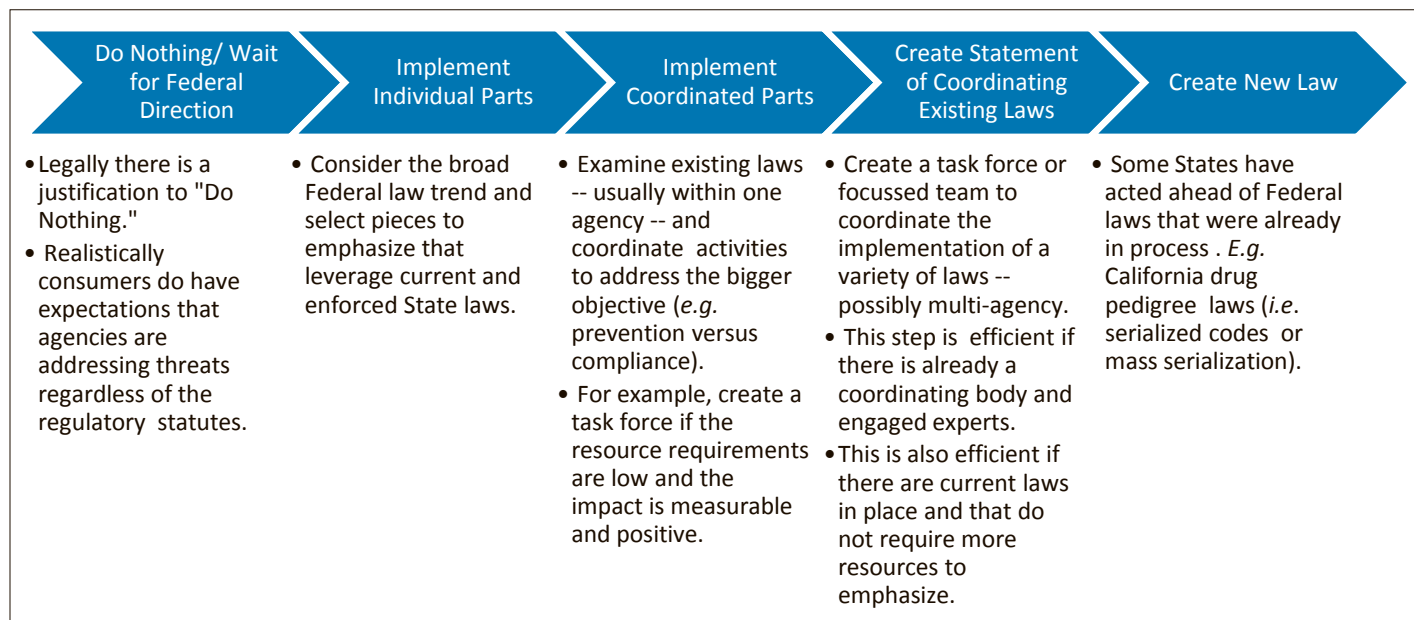 Do Nothing/ Wait
for Federal
Direction
Implement
Individual Parts
Implement
Coordinated Parts
Create Statement
of Coordinating
Existing Laws
Create New Law
•Legally there is a
justification to "Do
Nothing."
• Realistically
consumers do have
expectations that
agencies are
addressing threats
regardless of the
regulatory statutes.
• Consider the broad
Federal law trend and
select pieces to
emphasize that
leverage current and
enforced State laws.
• Examine existing laws
-- usually within one
agency -- and
coordinate activities
to address the bigger
objective (e.g.
prevention versus
compliance).
• For example, create a
task force if the
resource requirements
are low and the
impact is measurable
and positive.
• Create a task force or
focussed team to
coordinate the
implementation of a
variety of laws --
possibly multi-agency.
• This step is efficient if
there is already a
coordinating body and
engaged experts.
•This is also efficient if
there are current laws
in place and that do
not require more
resources to
emphasize.
• Some States have
acted ahead of Federal
laws that were already
in process . E.g.
California drug
pedigree laws (i.e.
serialized codes or
mass serialization).